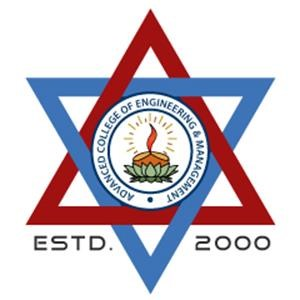 ADVANCED COLLEGE OF ENGINEERING & MANAGEMENT
ESTD. 2000